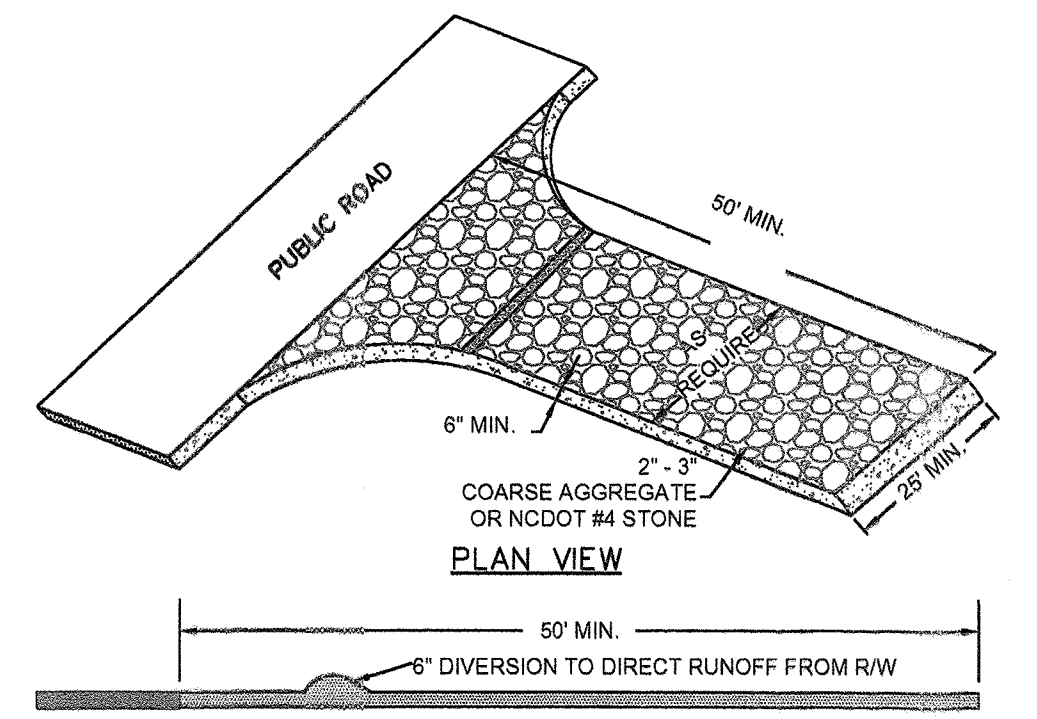 PUBLIC ROAD
50' MIN.
AS
REQUIRED
6" MIN.
25' MIN.
2" - 3"
COARSE AGGREGATE
OR NCDOT #4 STONE
PLAN VIEW
50' MIN.
6" DIVERSION TO DIRECT RUNOFF FROM R/W